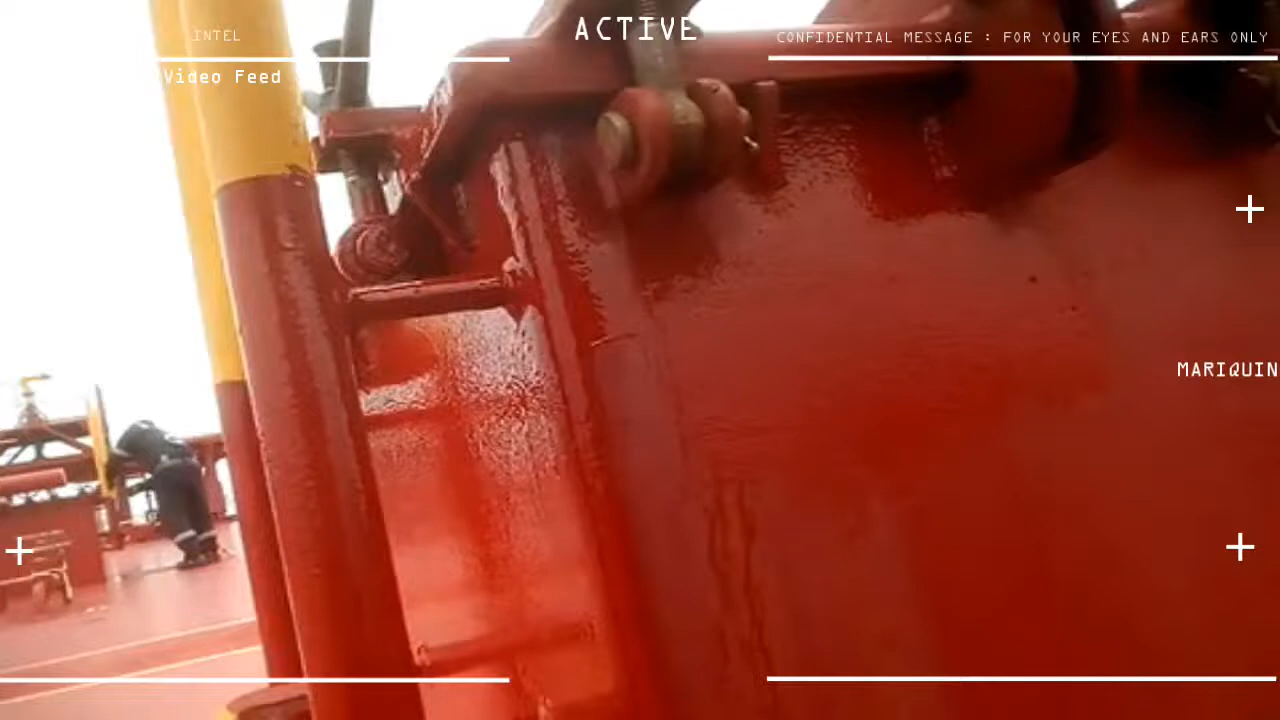 INTEL
ACTIVE
CONFIDENTIAL MESSAGE : FOR YOUR EYES AND EARS ONLY
Video Feed
MARIQUIN